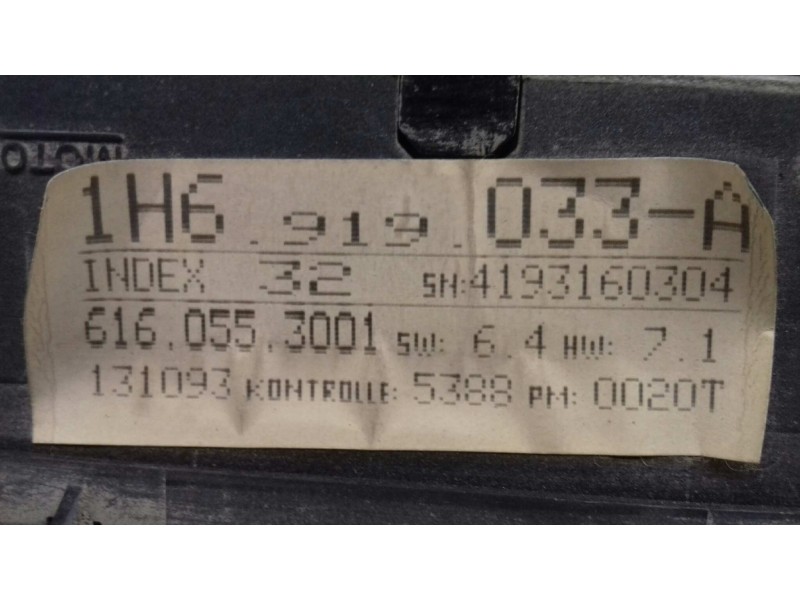 MOTO
1H6.919.033-A
INDEX 32 SN:4193160304
616.055.3001 SW: 6.4 HW: 7.1
131093 KONTROLLE: 5388 PM: 0020T